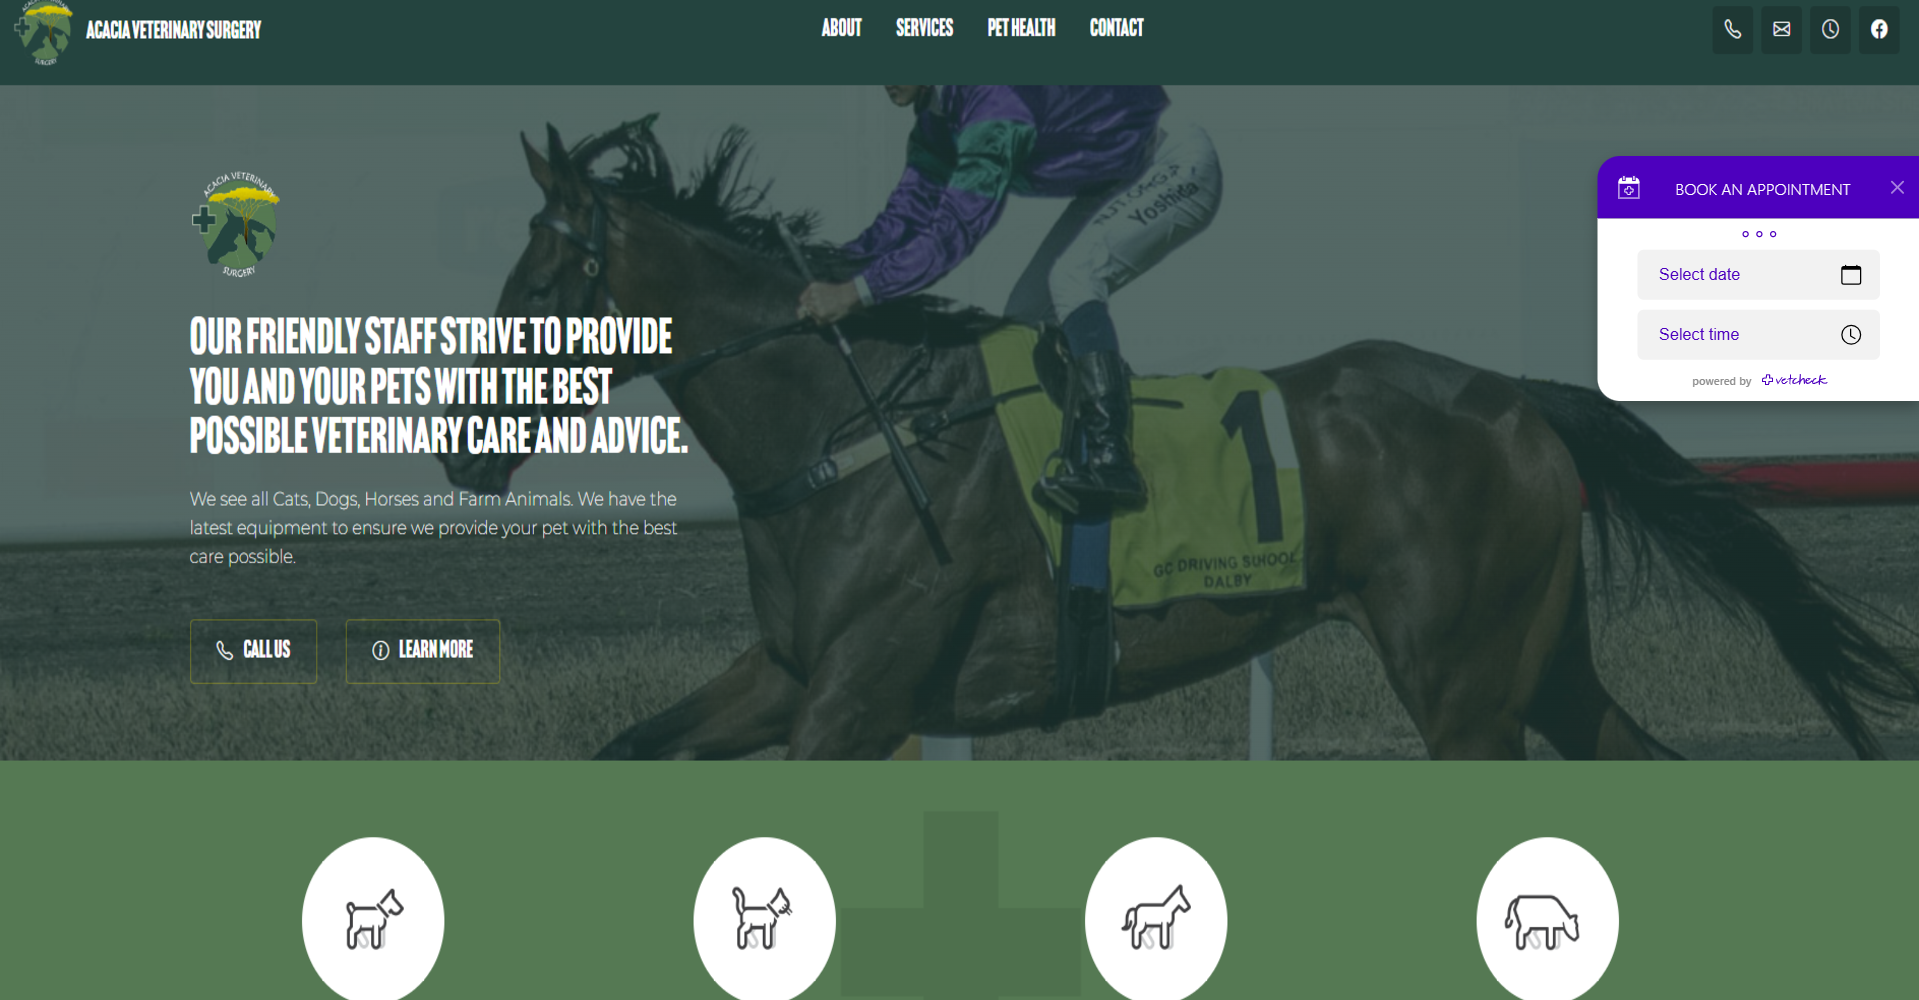 ACACIA VETERINARY SURGERY
ABOUT SERVICES PET HEALTH CONTACT
ACACIA VETERINARY
SURGERY
BOOK AN APPOINTMENT
Select date
Select time
powered by vetcheck
OUR FRIENDLY STAFF STRIVE TO PROVIDE
YOU AND YOUR PETS WITH THE BEST
POSSIBLE VETERINARY CARE AND ADVICE.
We see all Cats, Dogs, Horses and Farm Animals. We have the
latest equipment to ensure we provide your pet with the best
care possible.
CALL US
LEARN MORE
Yoshida
1
GC DRIVING SCHOOL
DALBY